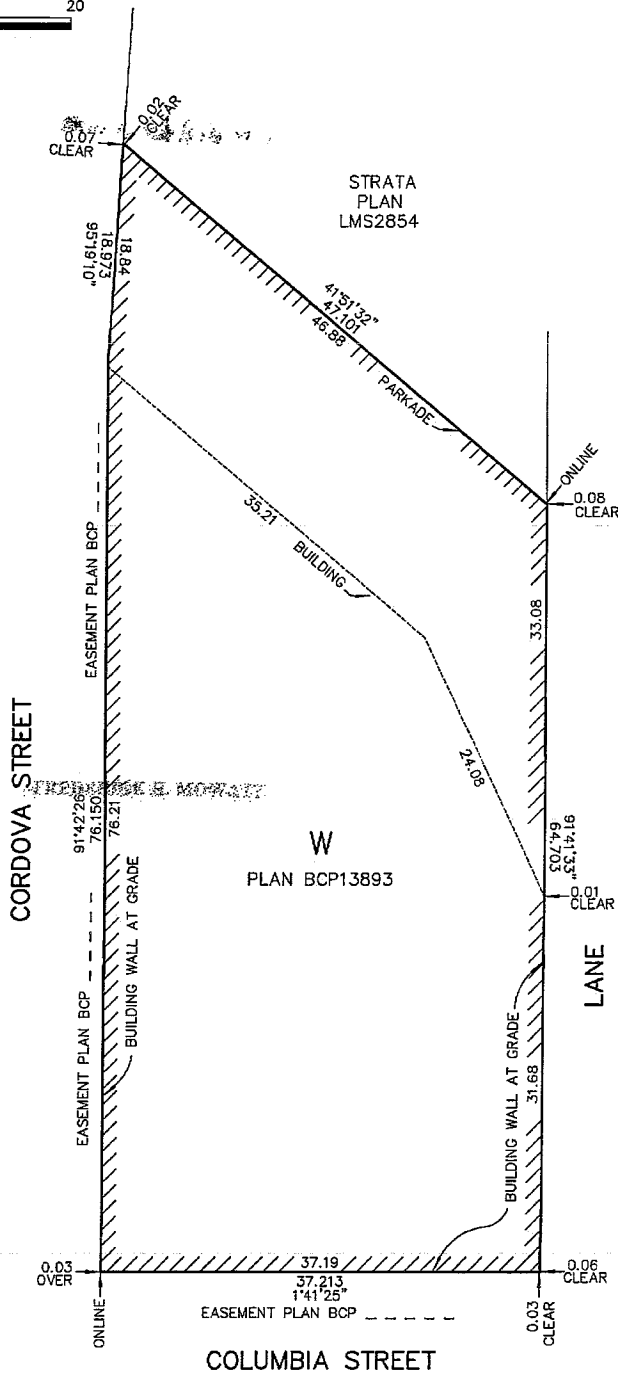 20
0.02
CLEAR
0.07
CLEAR
STRATA
PLAN
LMS2854
95°19'10"
18.973
18.84
41°51'32"
47.101
46.88
PARKADE
ONLINE
0.08
CLEAR
EASEMENT PLAN BCP
35.21
BUILDING
33.08
CORDOVA STREET
24.08
91°42'26"
76.150
76.21
W
PLAN BCP13893
91°41'33"
64.703
0.01
CLEAR
LANE
EASEMENT PLAN BCP
BUILDING WALL AT GRADE
BUILDING WALL AT GRADE
31.68
0.03
OVER
37.19
37.213
1°41'25"
0.06
CLEAR
ONLINE
EASEMENT PLAN BCP
0.03
CLEAR
COLUMBIA STREET